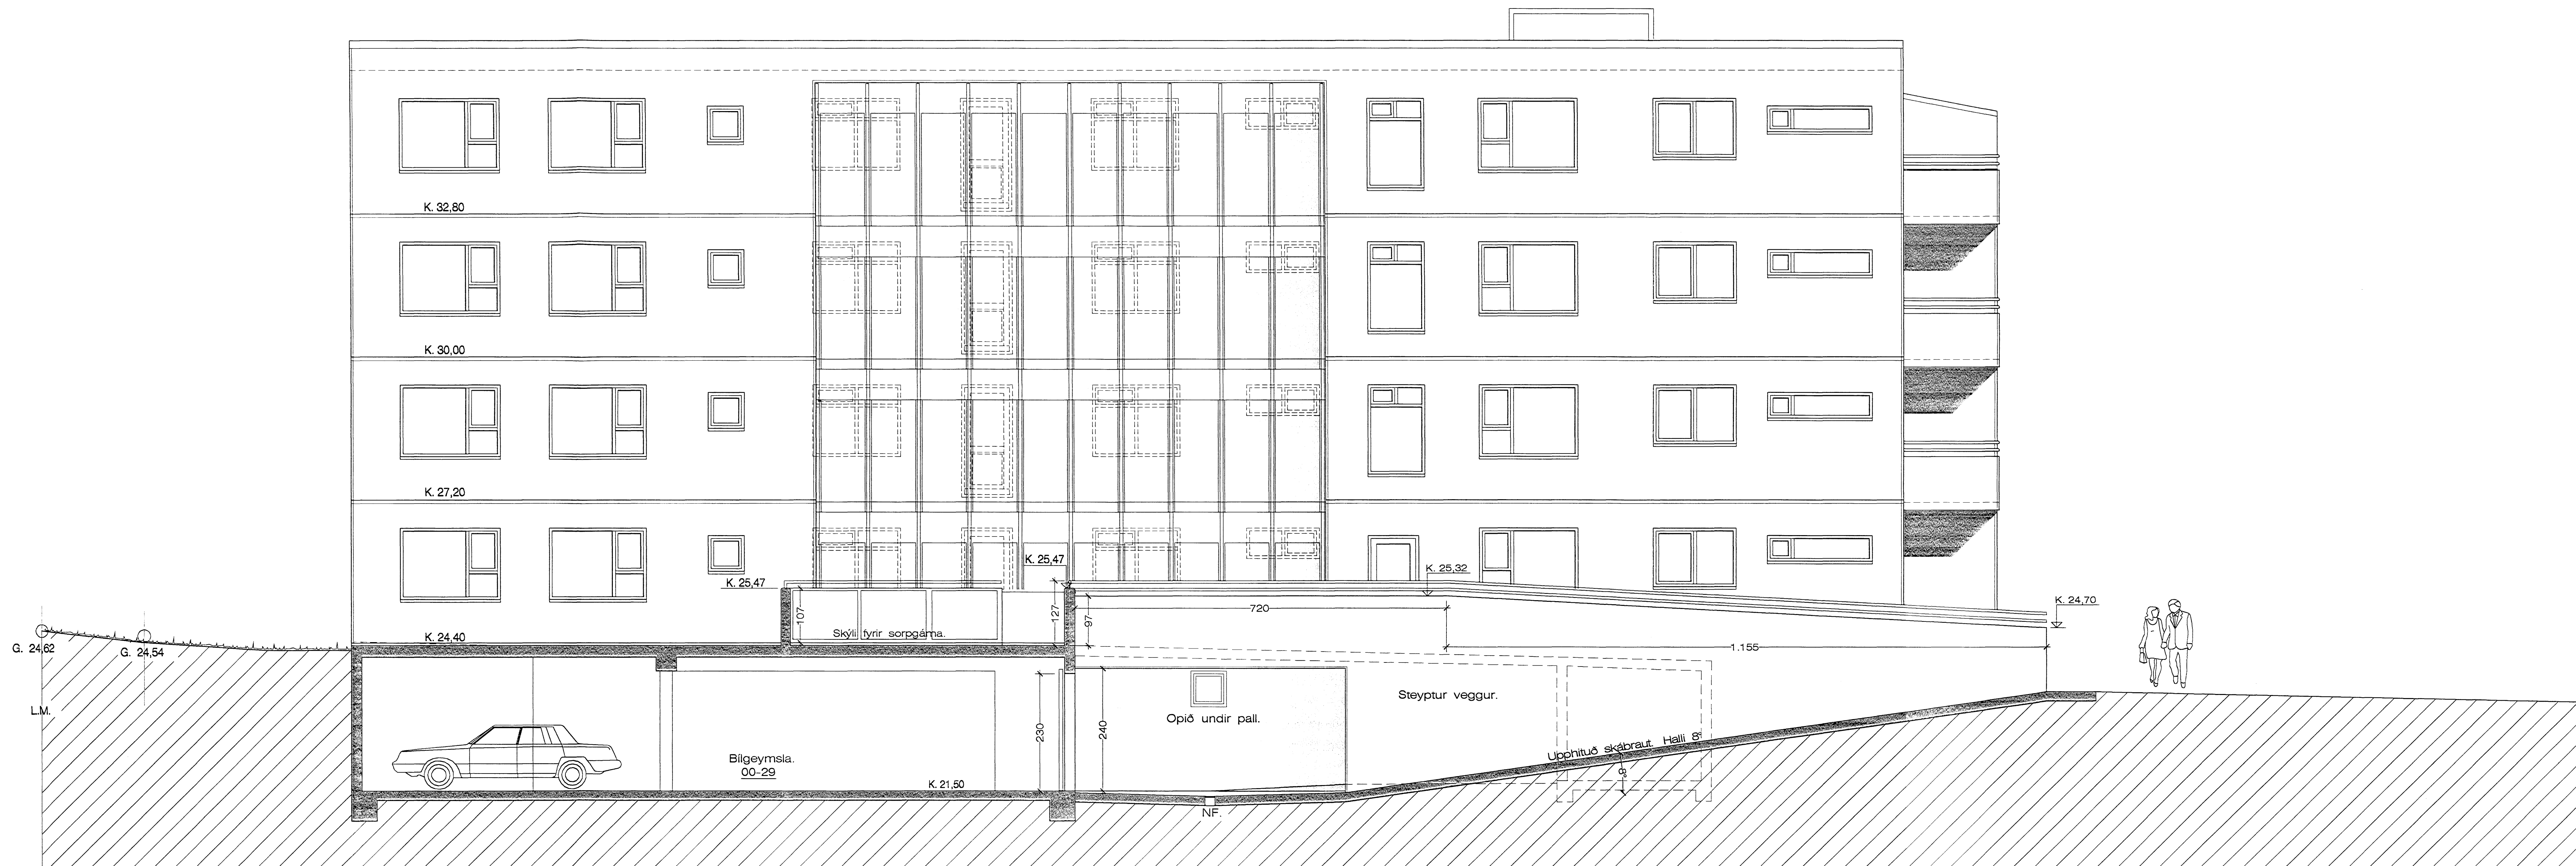 K. 32,80
K. 30,00
K. 27,20
K. 25,47
K. 25,47
K. 25,32
K. 24,70
720
107
127
97
Skýli fyrir sorpgáma.
K. 24,40
G. 24,62
G. 24,54
1.155
L.M.
Steyptur veggur.
Opið undir pall.
230
240
Upphituð skábraut. Halli 8°
Bílgeymsla.
00-29
8°
K. 21,50
NF.